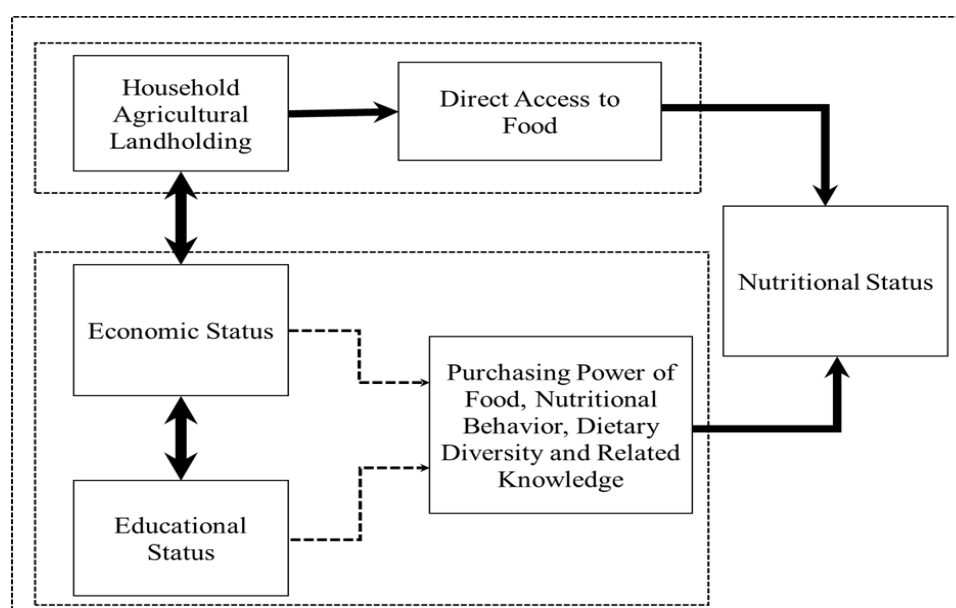 Household
Agricultural
Landholding
Direct Access to
Food
Nutritional Status
Economic Status
Purchasing Power of
Food, Nutritional
Behavior, Dietary
Diversity and Related
Knowledge
Educational
Status